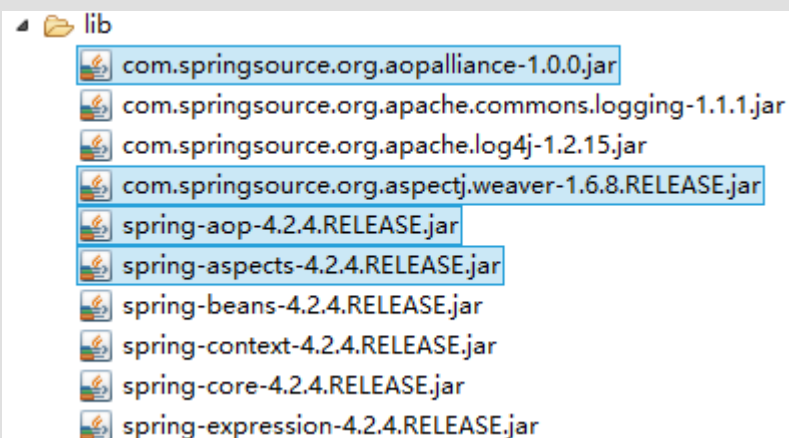 lib
com.springsource.org.aopalliance-1.0.0.jar
com.springsource.org.apache.commons.logging-1.1.1.jar
com.springsource.org.apache.log4j-1.2.15.jar
com.springsource.org.aspectj.weaver-1.6.8.RELEASE.jar
spring-aop-4.2.4.RELEASE.jar
spring-aspects-4.2.4.RELEASE.jar
spring-beans-4.2.4.RELEASE.jar
spring-context-4.2.4.RELEASE.jar
spring-core-4.2.4.RELEASE.jar
spring-expression-4.2.4.RELEASE.jar